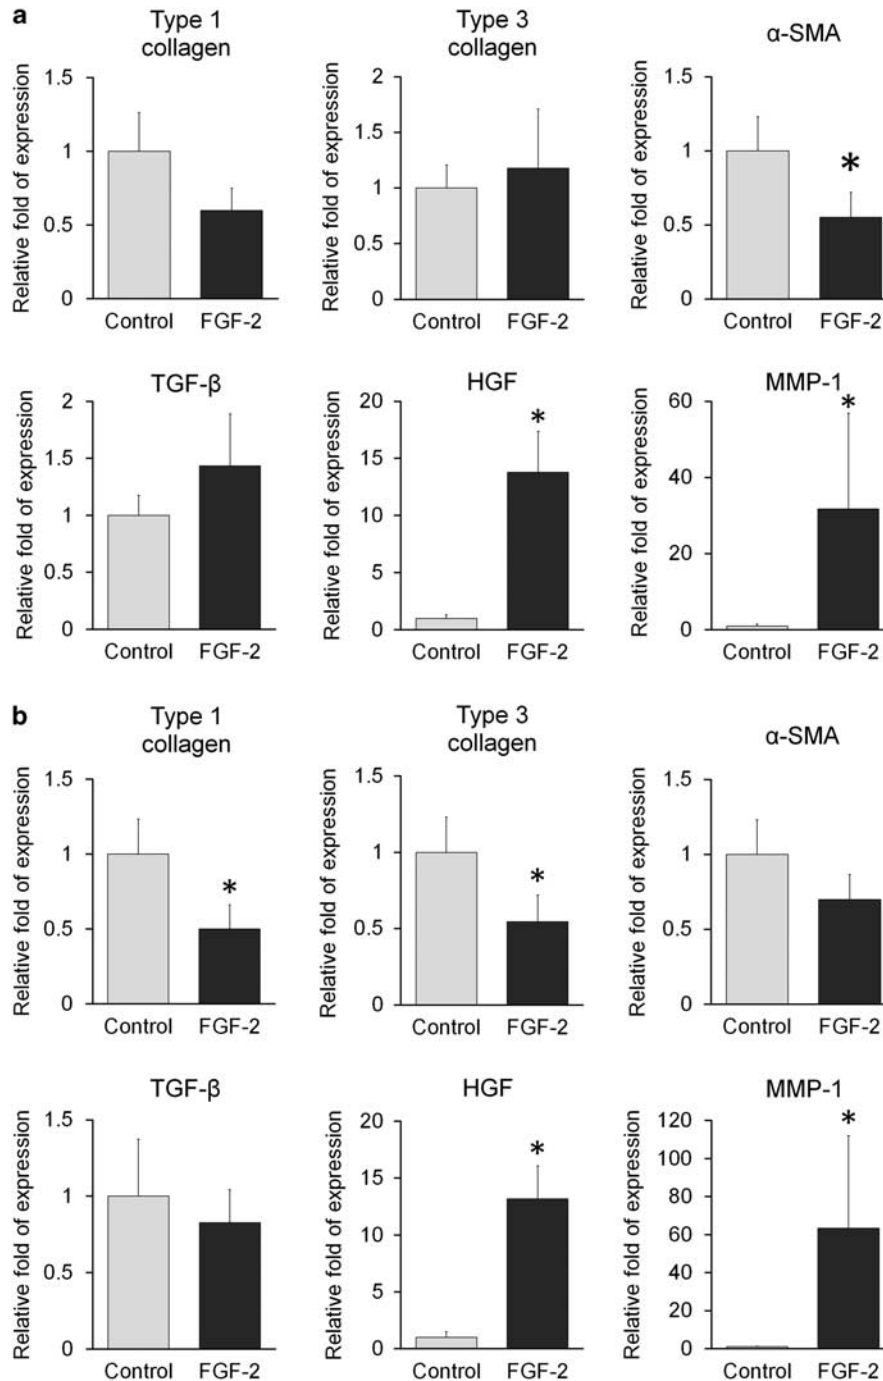 a
Type 1
collagen
Relative fold of expression
1.5
1
0.5
0
Control FGF-2
Type 3
collagen
Relative fold of expression
2
1.5
1
0.5
0
Control FGF-2
α-SMA
Relative fold of expression
1.5
1
0.5
0
*
Control FGF-2
TGF-β
Relative fold of expression
2
1.5
1
0.5
0
Control FGF-2
HGF
Relative fold of expression
20
15
10
5
0
*
Control FGF-2
MMP-1
Relative fold of expression
60
40
20
0
*
Control FGF-2
b
Type 1
collagen
Relative fold of expression
1.5
1
0.5
0
*
Control FGF-2
Type 3
collagen
Relative fold of expression
1.5
1
0.5
0
*
Control FGF-2
α-SMA
Relative fold of expression
1.5
1
0.5
0
Control FGF-2
TGF-β
Relative fold of expression
1.5
1
0.5
0
Control FGF-2
HGF
Relative fold of expression
20
15
10
5
0
*
Control FGF-2
MMP-1
Relative fold of expression
120
100
80
60
40
20
0
*
Control FGF-2